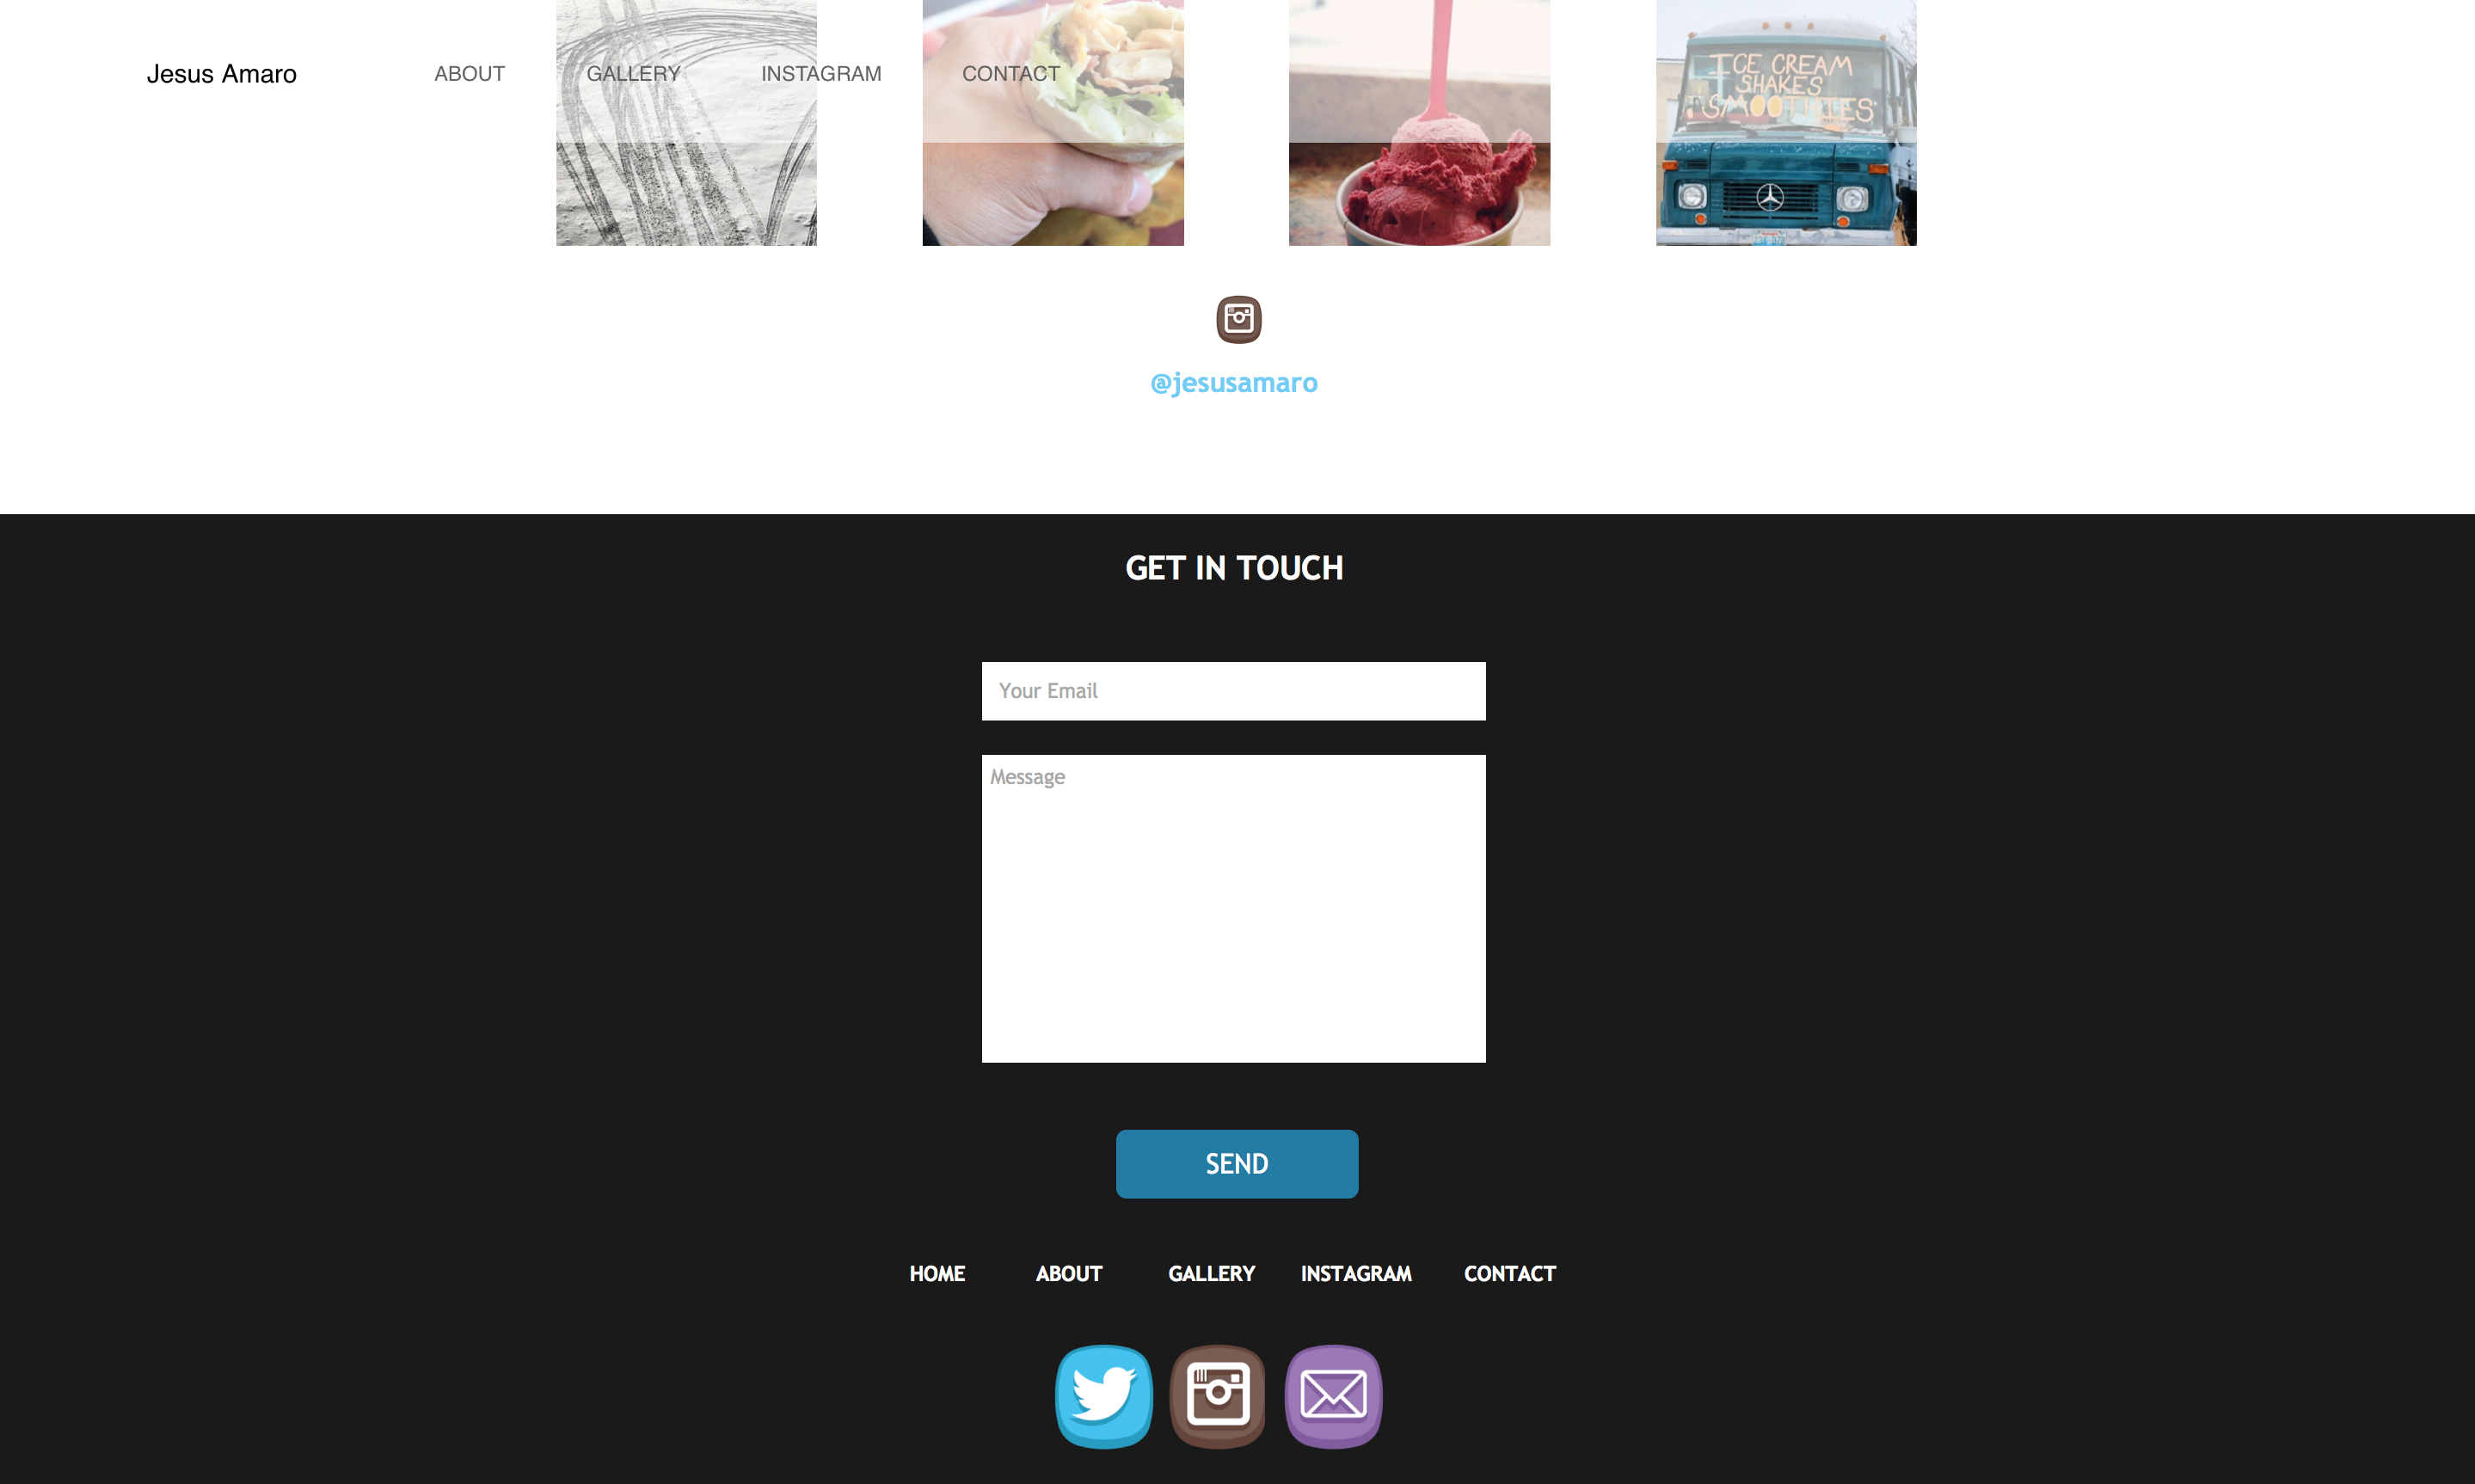 Jesus Amaro ABOUT GALLERY INSTAGRAM CONTACT
ICE CREAM
SHAKES
SMOOTHIES
@jesusamaro
GET IN TOUCH
Your Email
Message
SEND
HOME ABOUT GALLERY INSTAGRAM CONTACT